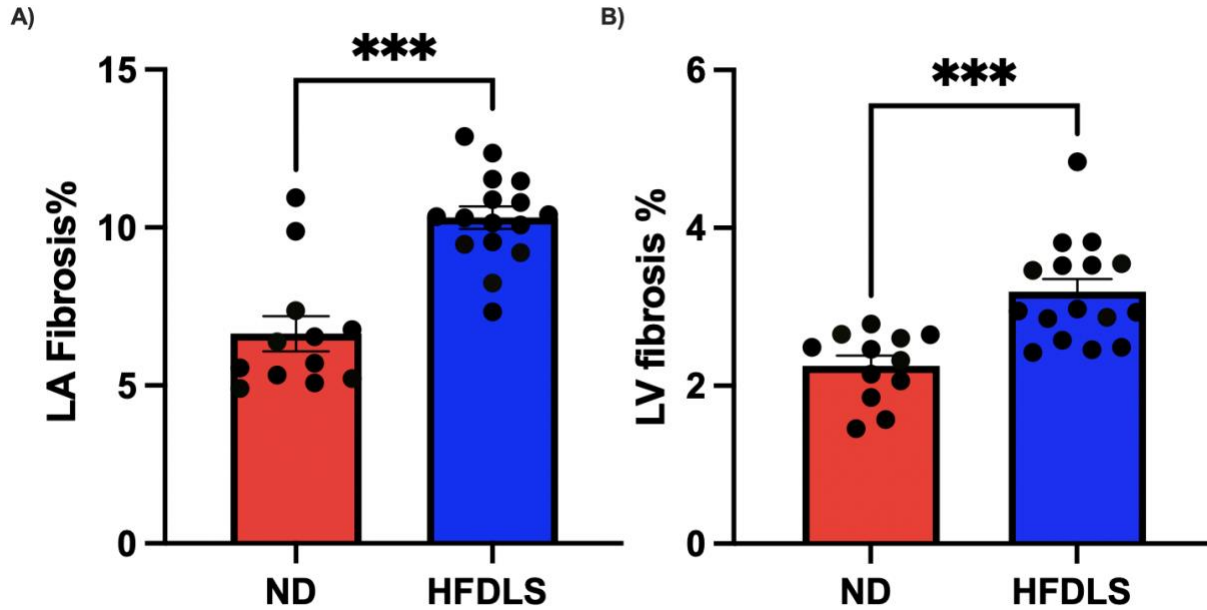 A)
LA Fibrosis%
15
10
5
0
***
ND
HFDLS
B)
LV fibrosis %
6
4
2
0
***
ND
HFDLS